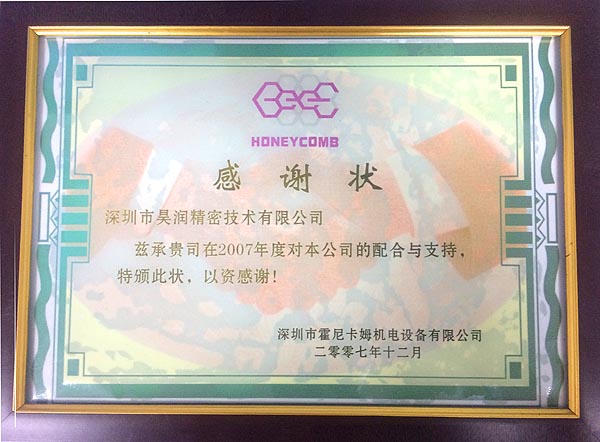 HONEYCOMB
感谢状
深圳市昊润精密技术有限公司
兹承贵司在2007年度对本公司的配合与支持，
特颁此状，以资感谢！
深圳市霍尼卡姆机电设备有限公司
二零零七年十二月